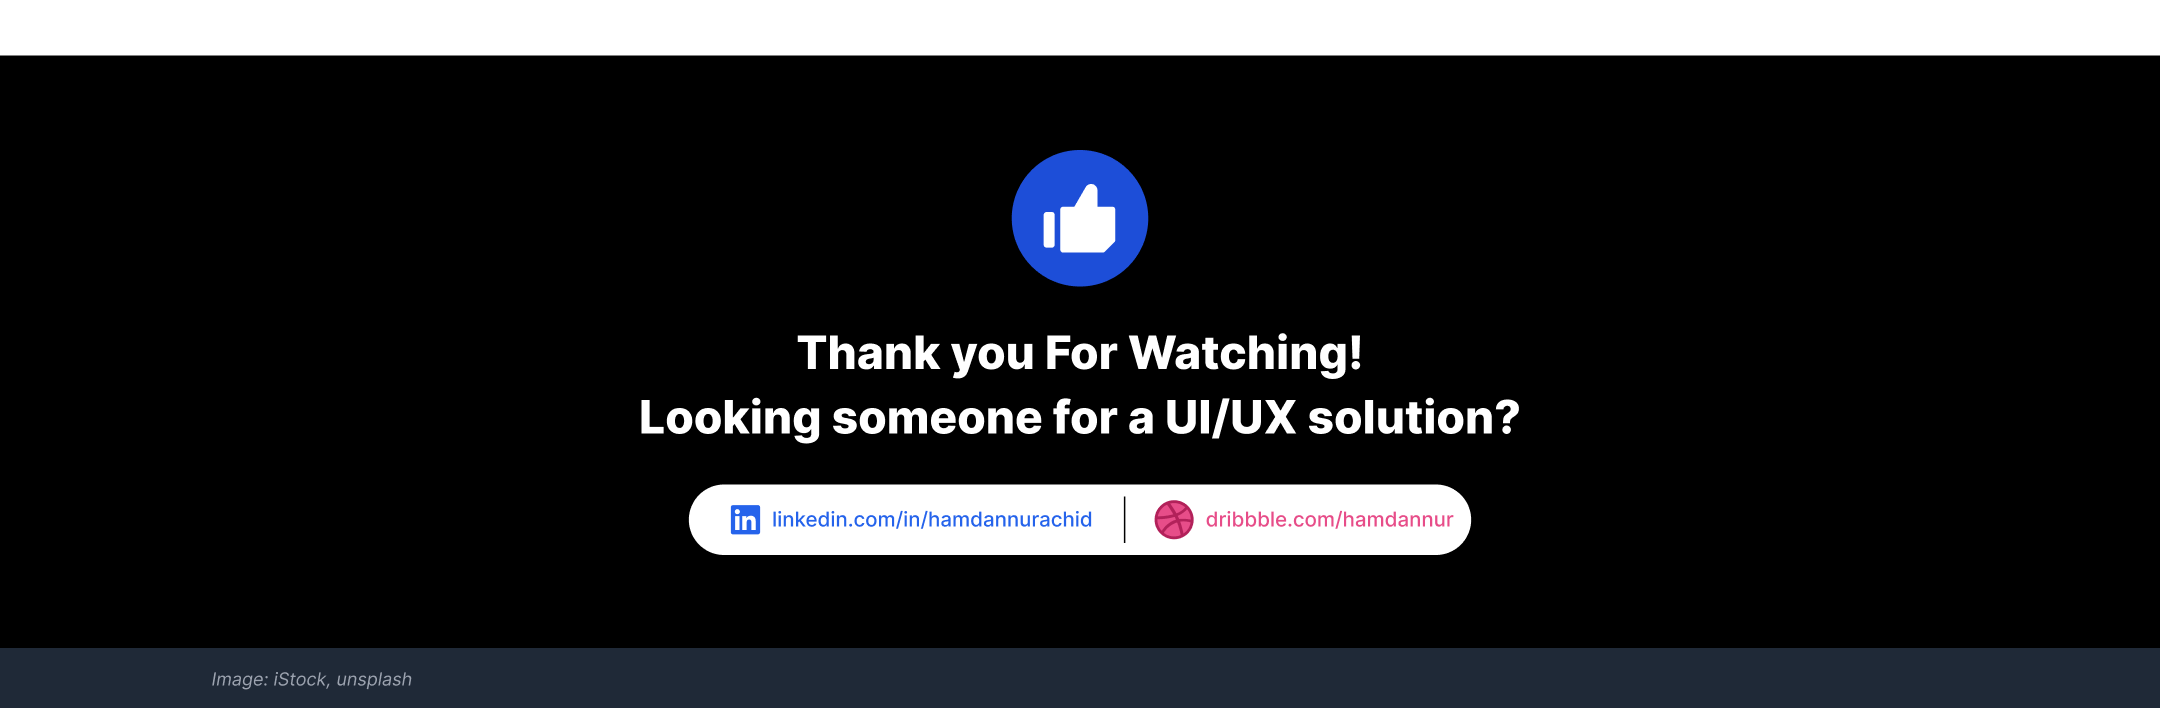 Thank you For Watching!
Looking someone for a UI/UX solution?
in linkedin.com/in/hamdannurachid
dribbble.com/hamdannur
Image: iStock, unsplash